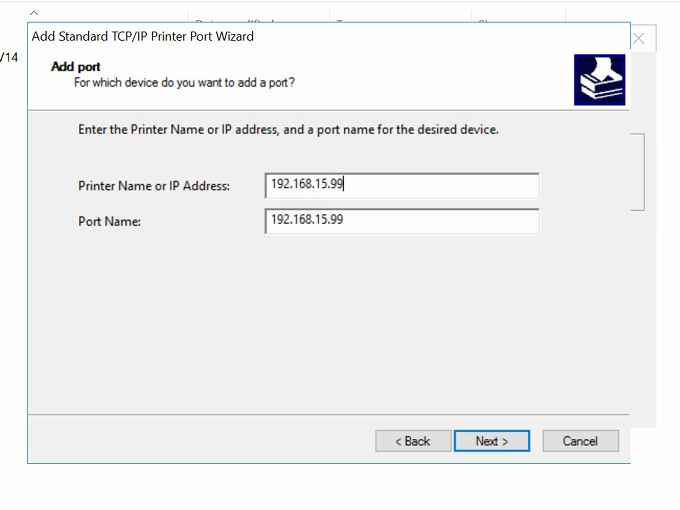 Add Standard TCP/IP Printer Port Wizard
V14
Add port
For which device do you want to add a port?
Enter the Printer Name or IP address, and a port name for the desired device.
Printer Name or IP Address: 192.168.15.99
Port Name: 192.168.15.99
< Back Next > Cancel